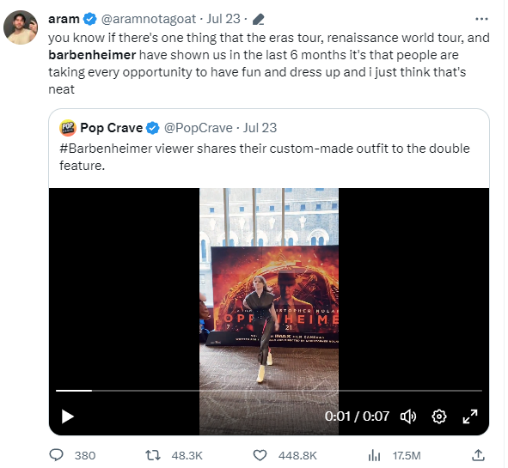 aram @aramnotagoat · Jul 23 ·
you know if there's one thing that the eras tour, renaissance world tour, and
barbenheimer have shown us in the last 6 months it's that people are
taking every opportunity to have fun and dress up and i just think that's
neat
Pop Crave @PopCrave · Jul 23
#Barbenheimer viewer shares their custom-made outfit to the double
feature.
0:01 / 0:07
380 48.3K 448.8K 17.5M